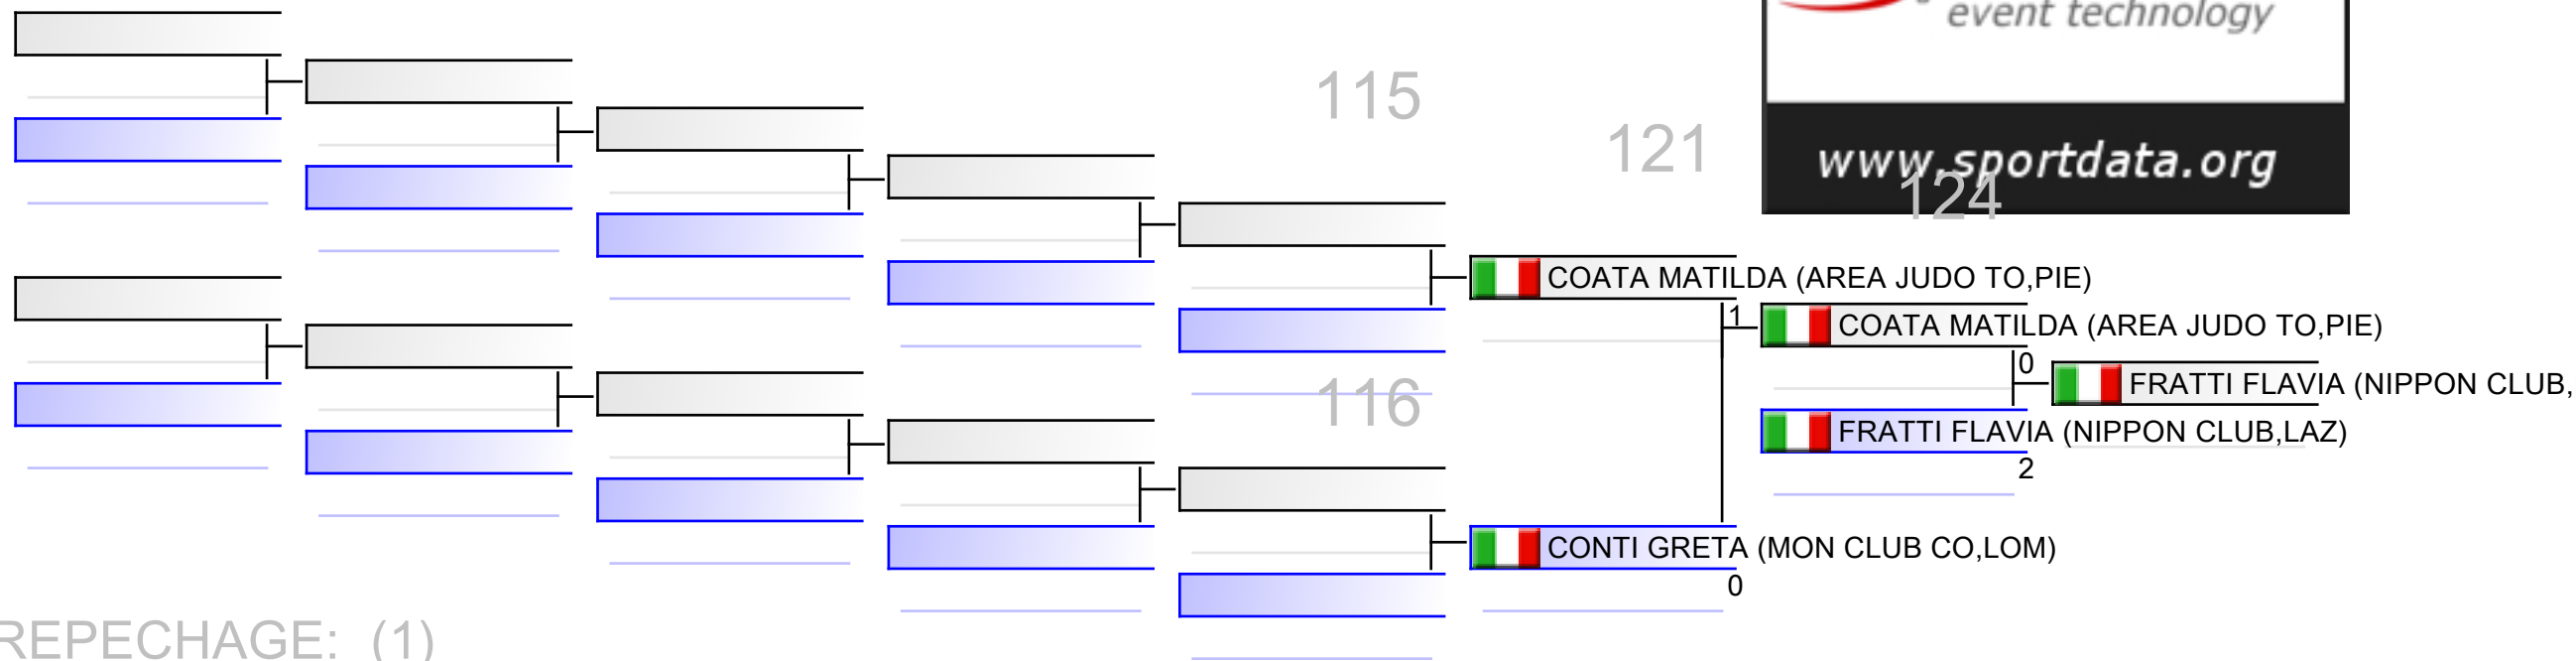 event technology
115
121
www.sportdata.org
124
COATA MATILDA (AREA JUDO TO,PIE)
1
COATA MATILDA (AREA JUDO TO,PIE)
0
FRATTI FLAVIA (NIPPON CLUB,
116
FRATTI FLAVIA (NIPPON CLUB,LAZ)
2
CONTI GRETA (MON CLUB CO,LOM)
0
REPECHAGE: (1)